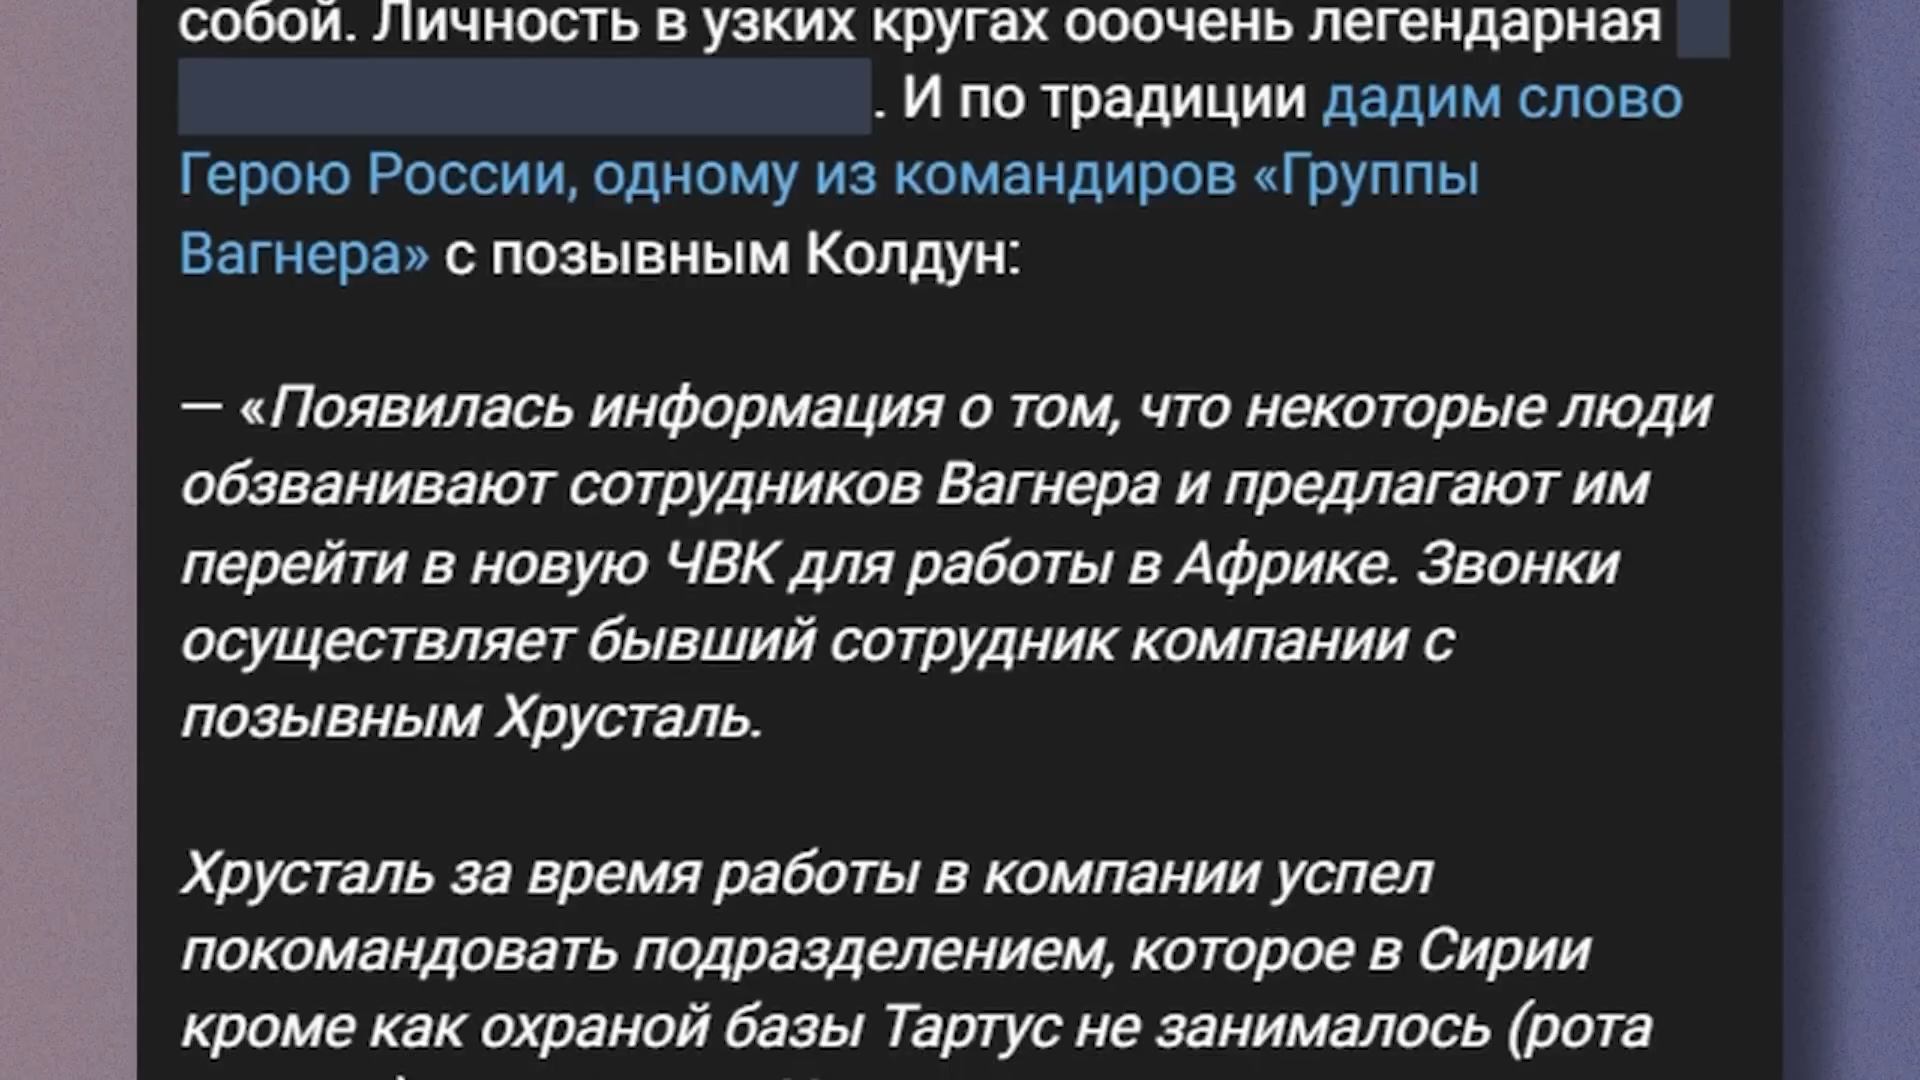 собой. Личность в узких кругах ооочень легендарная
. И по традиции дадим слово
Герою России, одному из командиров «Группы
Вагнера» с позывным Колдун:
— «Появилась информация о том, что некоторые люди
обзванивают сотрудников Вагнера и предлагают им
перейти в новую ЧВК для работы в Африке. Звонки
осуществляет бывший сотрудник компании с
позывным Хрусталь.
Хрусталь за время работы в компании успел
покомандовать подразделением, которое в Сирии
кроме как охраной базы Тартус не занималось (рота